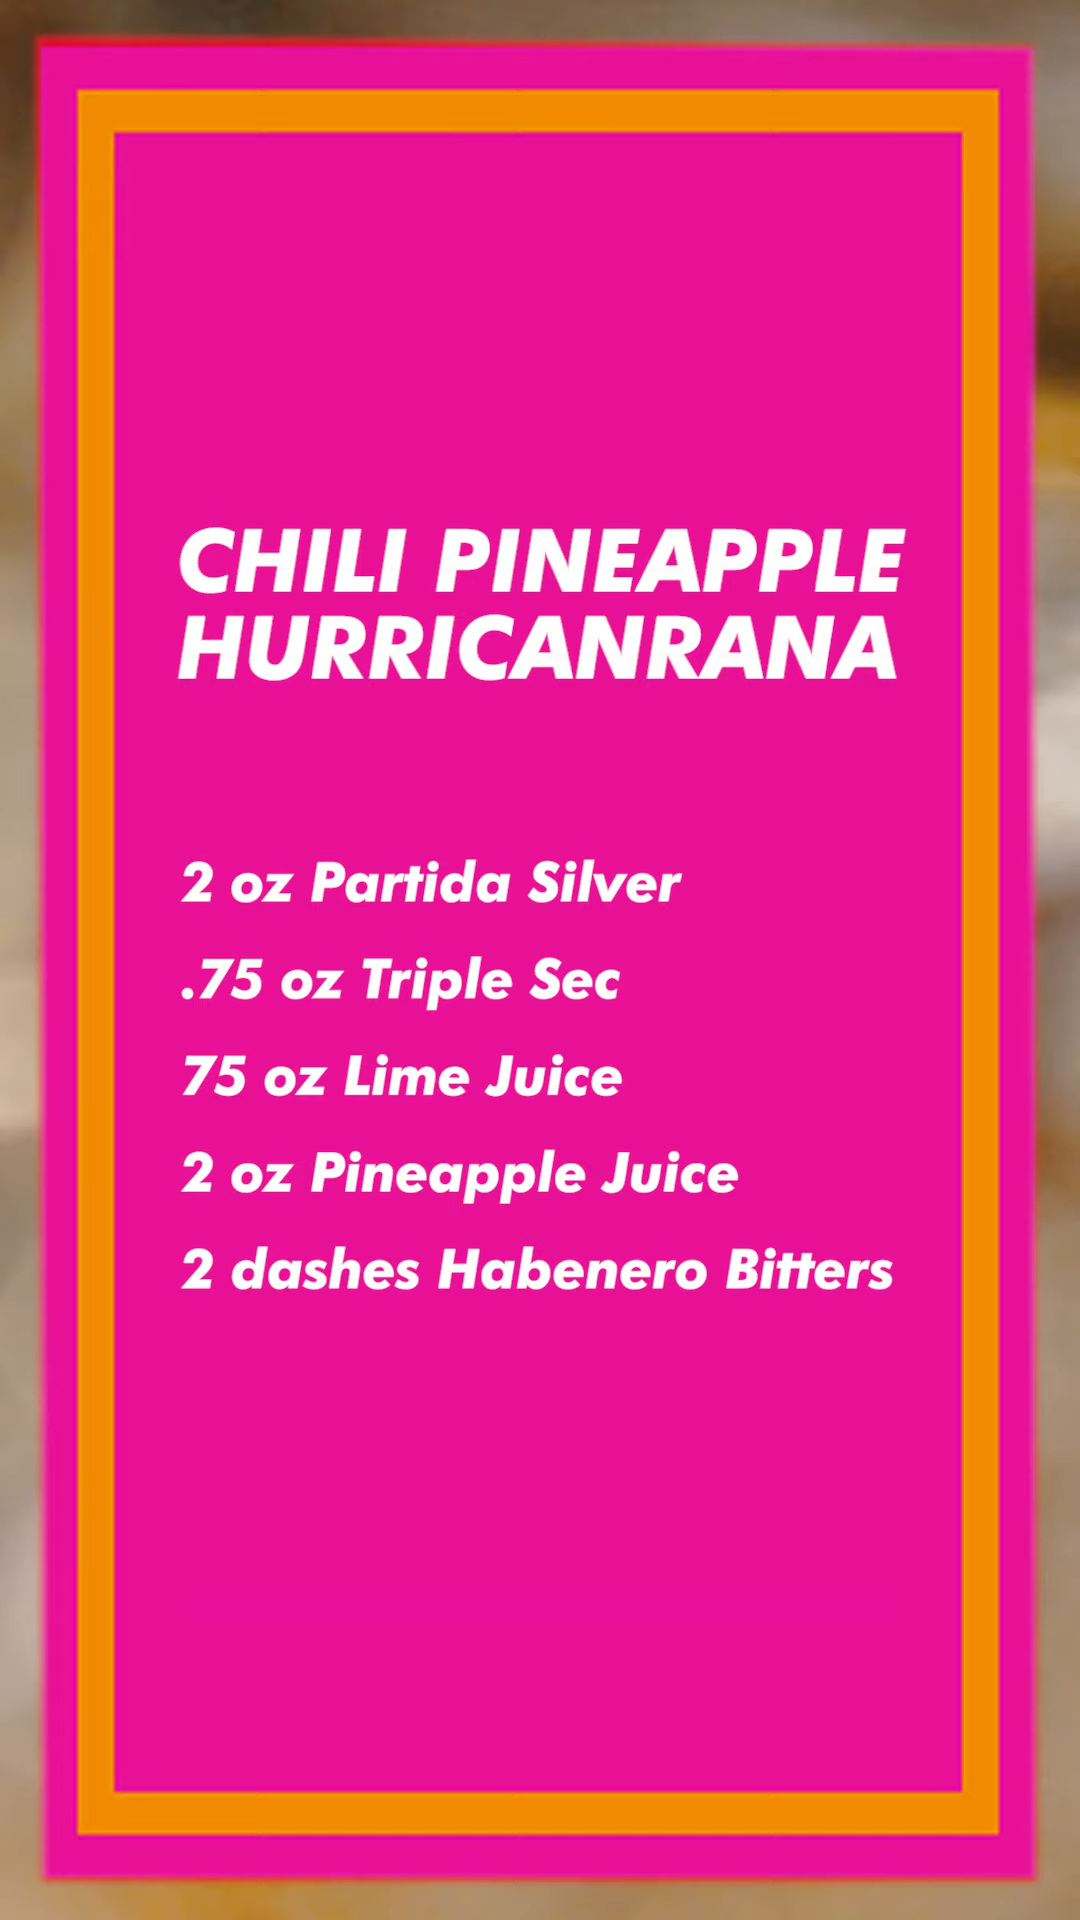 CHILI PINEAPPLE
HURRICANRANA
2 oz Partida Silver
.75 oz Triple Sec
75 oz Lime Juice
2 oz Pineapple Juice
2 dashes Habenero Bitters